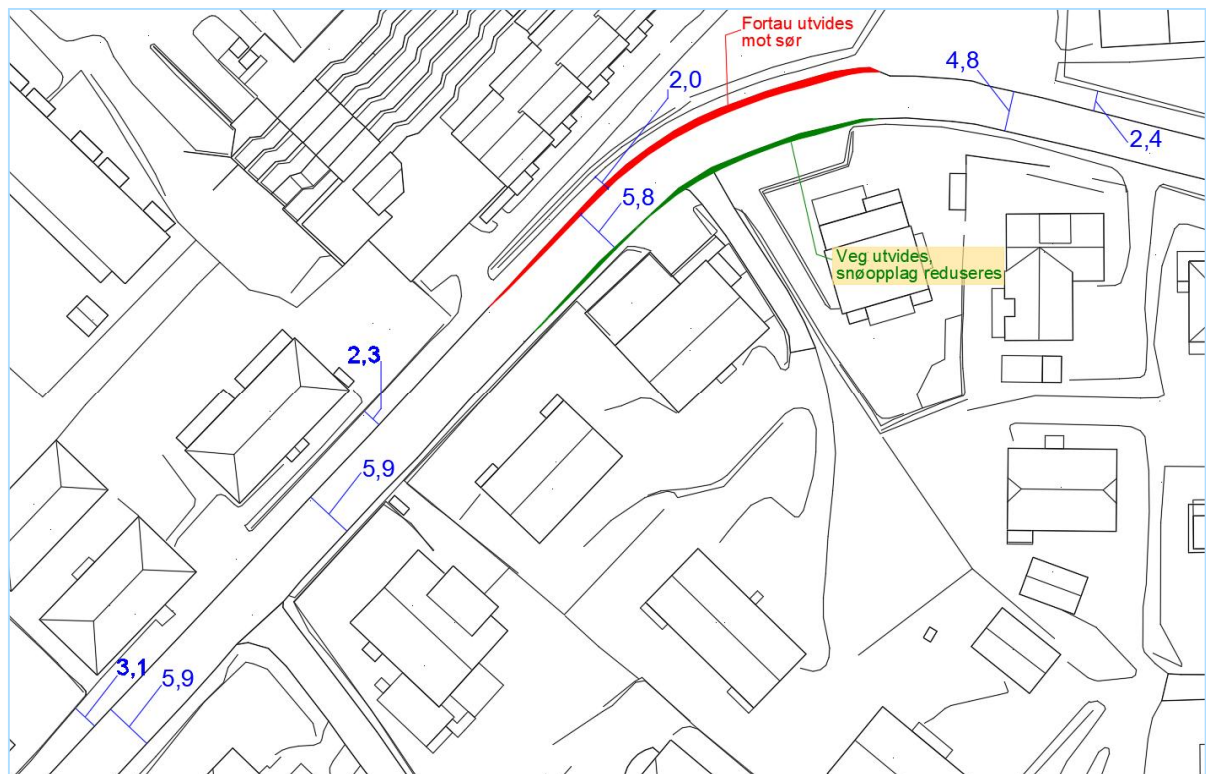 Fortau utvides
mot sør
4,8
2,0
2,4
5,8
Veg utvides,
snøopplag reduseres
2,3
5,9
3,1
5,9